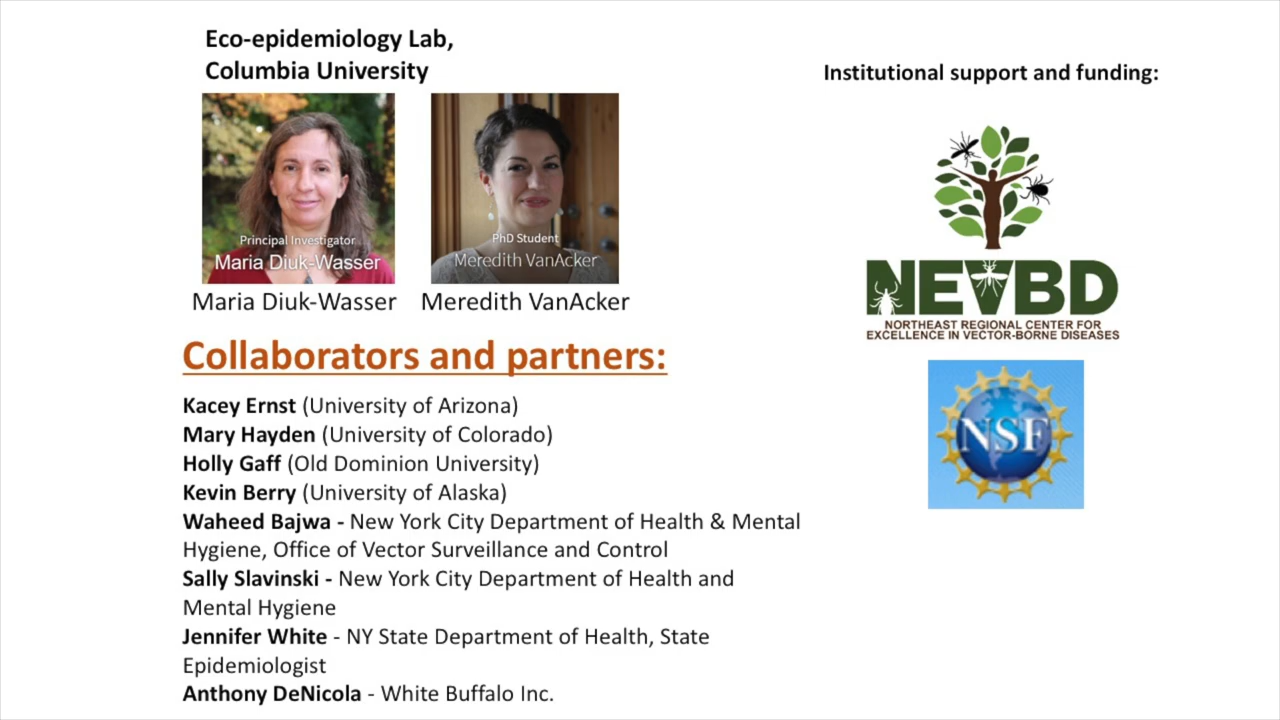 Eco-epidemiology Lab,
Columbia University
Principal Investigator
Maria Diuk-Wasser
PhD Student
Meredith VanAcker
Maria Diuk-Wasser
Meredith VanAcker
Collaborators and partners:
Kacey Ernst (University of Arizona)
Mary Hayden (University of Colorado)
Holly Gaff (Old Dominion University)
Kevin Berry (University of Alaska)
Waheed Bajwa - New York City Department of Health & Mental
Hygiene, Office of Vector Surveillance and Control
Sally Slavinski - New York City Department of Health and
Mental Hygiene
Jennifer White - NY State Department of Health, State
Epidemiologist
Anthony DeNicola - White Buffalo Inc.
Institutional support and funding:
NEVBD
NORTHEAST REGIONAL CENTER FOR
EXCELLENCE IN VECTOR-BORNE DISEASES
NSF